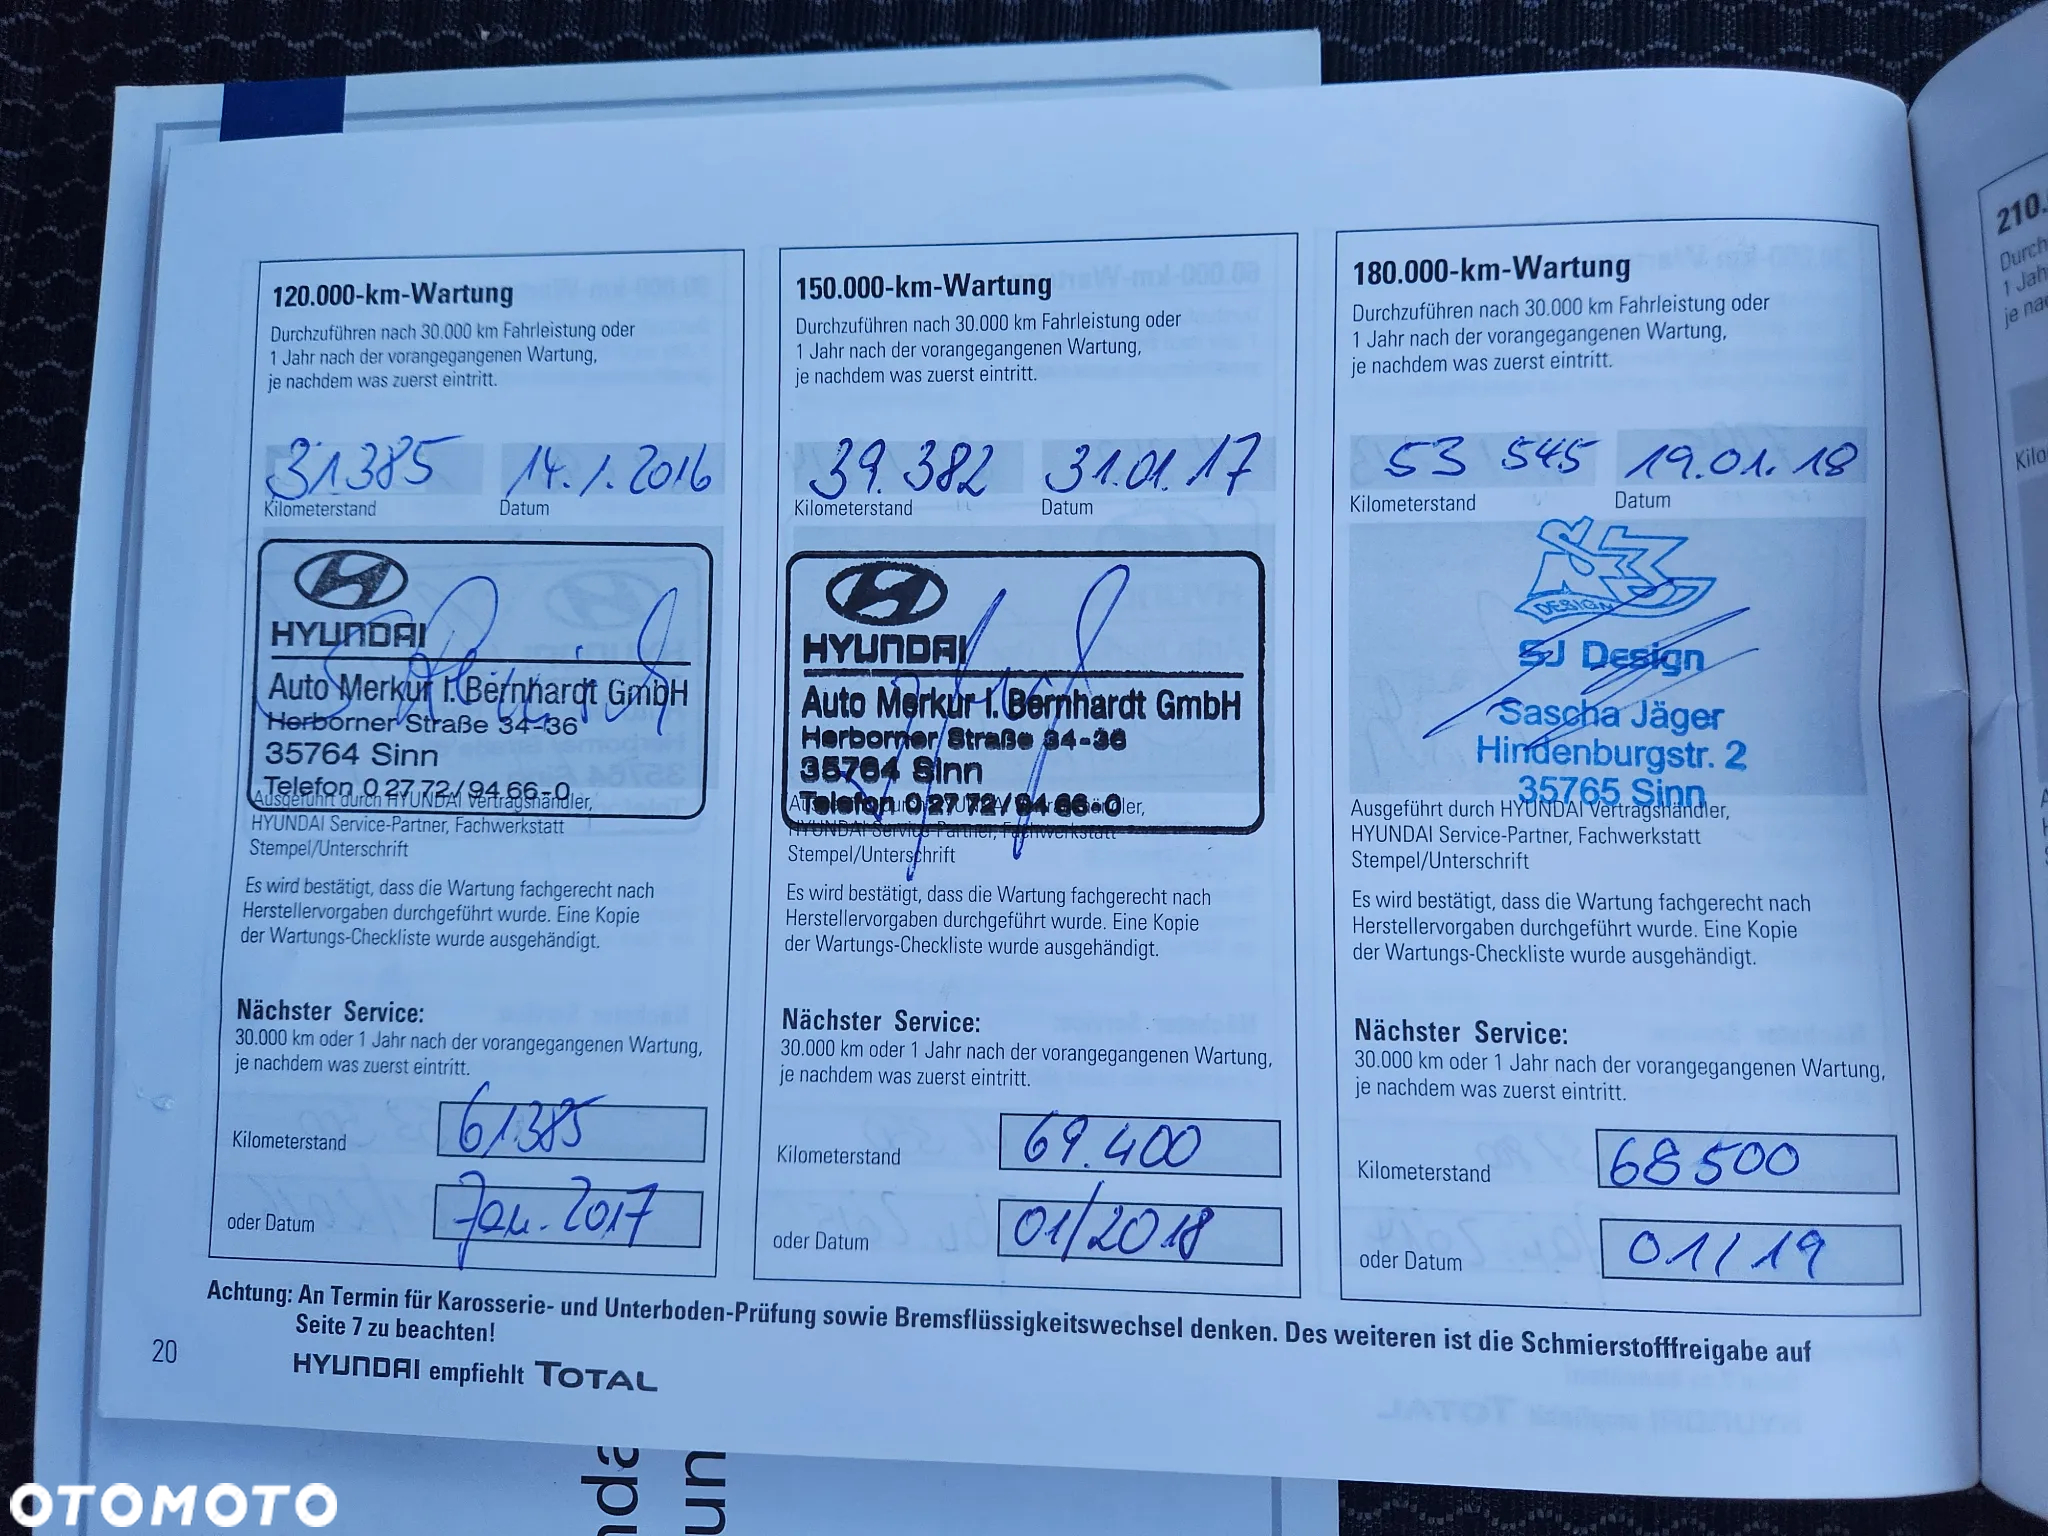 120.000-km-Wartung
Durchzuführen nach 30.000 km Fahrleistung oder
1 Jahr nach der vorangegangenen Wartung,
je nachdem was zuerst eintritt.
31.385 14.1.2016
Kilometerstand Datum
HYUNDAI
Auto Merkur I. Bernhardt GmbH
Herborner Straße 34-36
35764 Sinn
Telefon 0 27 72/94 66-0
Ausgeführt durch HYUNDAI Vertragshändler,
HYUNDAI Service-Partner, Fachwerkstatt
Stempel/Unterschrift
Es wird bestätigt, dass die Wartung fachgerecht nach
Herstellervorgaben durchgeführt wurde. Eine Kopie
der Wartungs-Checkliste wurde ausgehändigt.
Nächster Service:
30.000 km oder 1 Jahr nach der vorangegangenen Wartung,
je nachdem was zuerst eintritt.
Kilometerstand 61385
oder Datum Jan. 2017
150.000-km-Wartung
Durchzuführen nach 30.000 km Fahrleistung oder
1 Jahr nach der vorangegangenen Wartung,
je nachdem was zuerst eintritt.
39.382 31.01.17
Kilometerstand Datum
HYUNDAI
Auto Merkur I. Bernhardt GmbH
Herborner Straße 34-36
35764 Sinn
Telefon 0 27 72/94 66-0
HYUNDAI Service-Partner, Fachwerkstatt
Stempel/Unterschrift
Es wird bestätigt, dass die Wartung fachgerecht nach
Herstellervorgaben durchgeführt wurde. Eine Kopie
der Wartungs-Checkliste wurde ausgehändigt.
Nächster Service:
30.000 km oder 1 Jahr nach der vorangegangenen Wartung,
je nachdem was zuerst eintritt.
Kilometerstand 69.400
oder Datum 01/2018
180.000-km-Wartung
Durchzuführen nach 30.000 km Fahrleistung oder
1 Jahr nach der vorangegangenen Wartung,
je nachdem was zuerst eintritt.
53 545 19.01.18
Kilometerstand Datum
DESIGN
SJ Design
Sascha Jäger
Hindenburgstr. 2
35765 Sinn
Ausgeführt durch HYUNDAI Vertragshändler,
HYUNDAI Service-Partner, Fachwerkstatt
Stempel/Unterschrift
Es wird bestätigt, dass die Wartung fachgerecht nach
Herstellervorgaben durchgeführt wurde. Eine Kopie
der Wartungs-Checkliste wurde ausgehändigt.
Nächster Service:
30.000 km oder 1 Jahr nach der vorangegangenen Wartung,
je nachdem was zuerst eintritt.
Kilometerstand 68500
oder Datum 01/19
Achtung: An Termin für Karosserie- und Unterboden-Prüfung sowie Bremsflüssigkeitswechsel denken. Des weiteren ist die Schmierstofffreigabe auf
Seite 7 zu beachten!
20
HYUNDAI empfiehlt TOTAL
210.
1 Jah
je na
Kilo
OTOMOTO